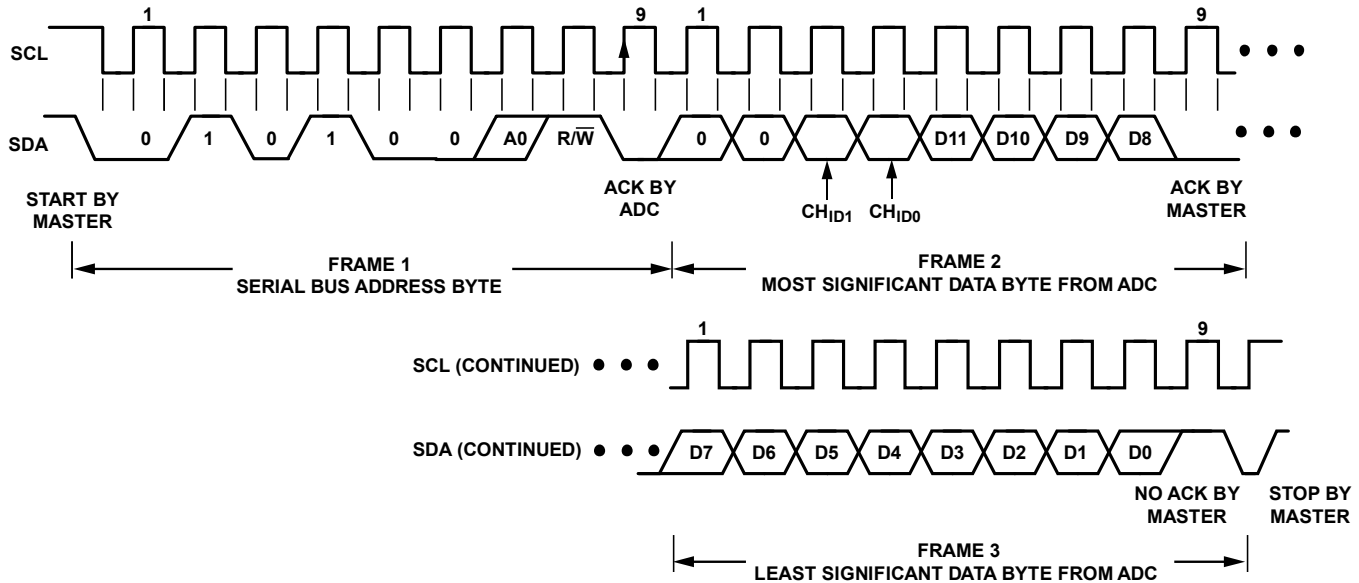 1 9 1 9
SCL
SDA 0 1 0 1 0 0 A0 R/W̅ 0 0 D11 D10 D9 D8
START BY
MASTER
ACK BY
ADC
CHID1 CHID0
ACK BY
MASTER
FRAME 1
SERIAL BUS ADDRESS BYTE
FRAME 2
MOST SIGNIFICANT DATA BYTE FROM ADC
1 9
SCL (CONTINUED)
SDA (CONTINUED) D7 D6 D5 D4 D3 D2 D1 D0
NO ACK BY
MASTER
STOP BY
MASTER
FRAME 3
LEAST SIGNIFICANT DATA BYTE FROM ADC